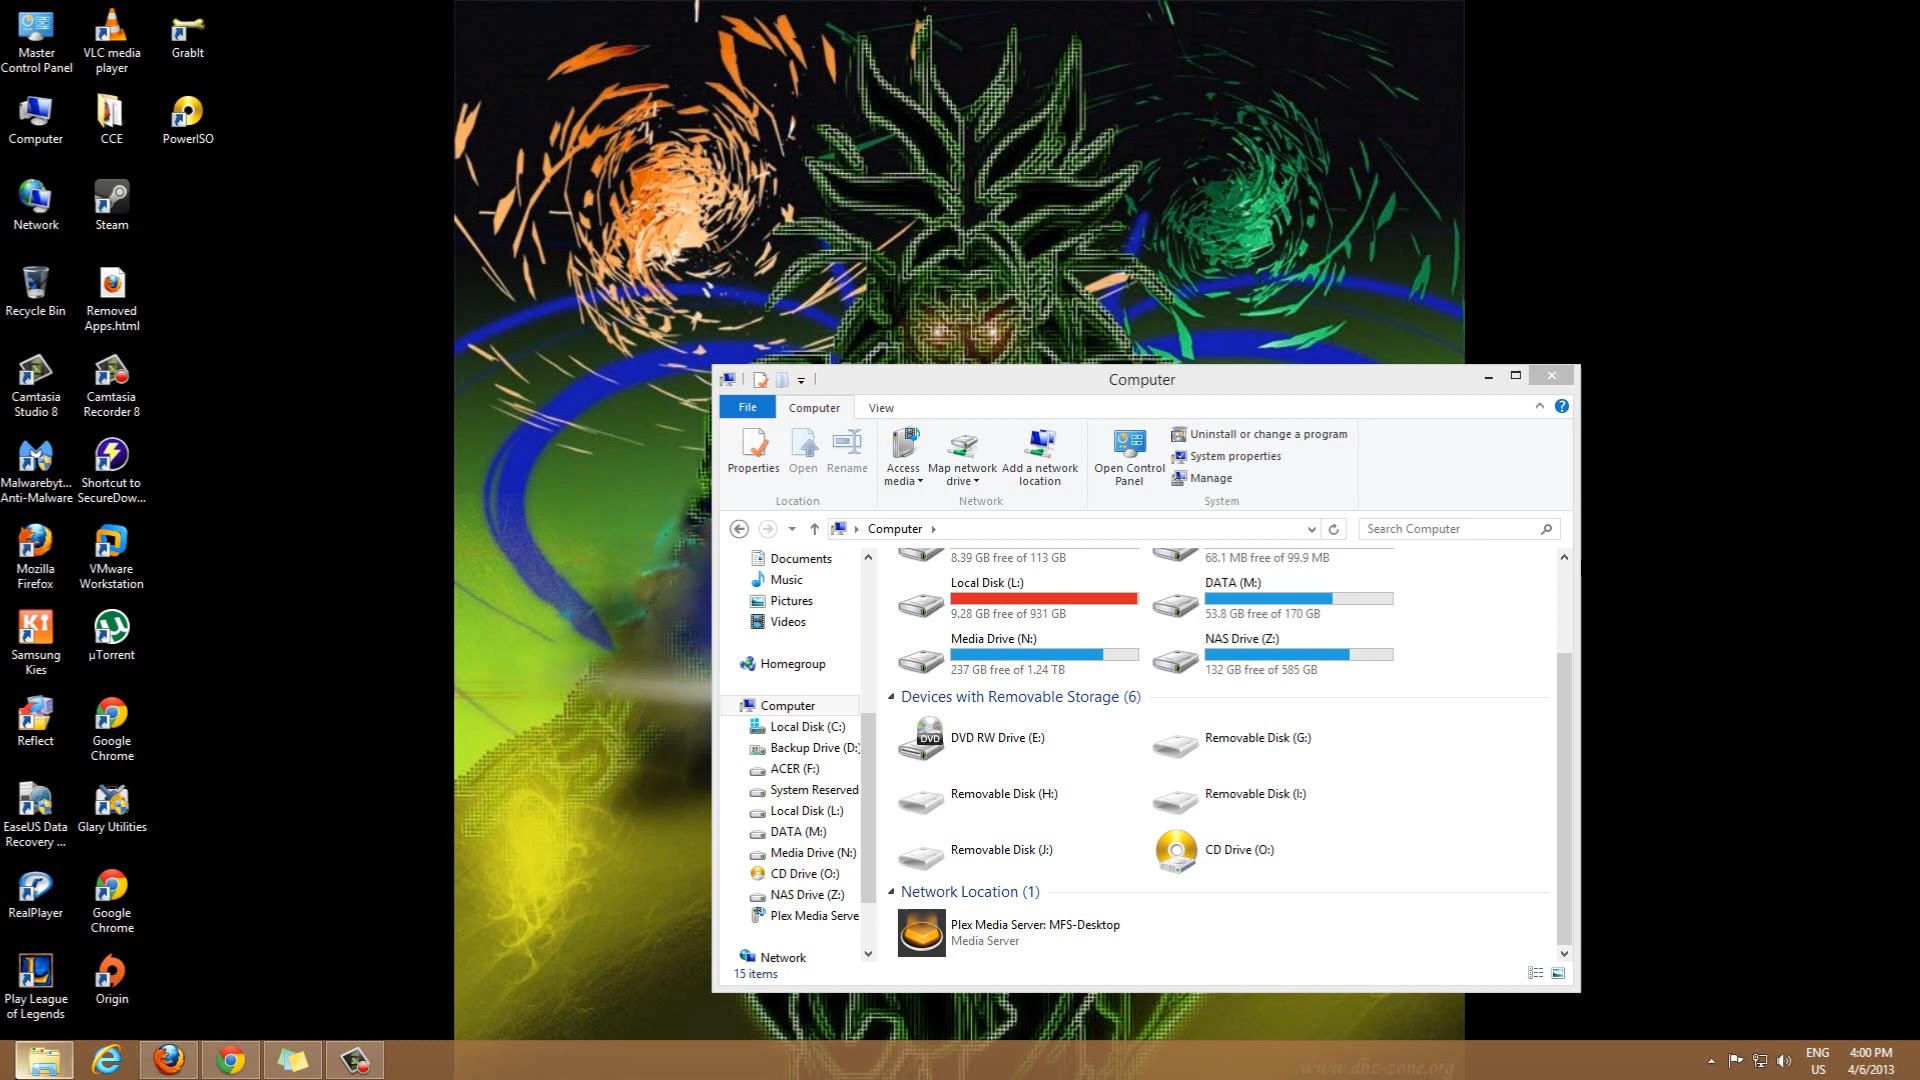 Master
Control Panel
VLC media
player
GrabIt
Computer
CCE
PowerISO
Network
Steam
Recycle Bin
Removed
Apps.html
Camtasia
Studio 8
Camtasia
Recorder 8
Malwarebyt...
Anti-Malware
Shortcut to
SecureDow...
Mozilla
Firefox
VMware
Workstation
Samsung
Kies
µTorrent
Reflect
Google
Chrome
EaseUS Data
Recovery ...
Glary Utilities
RealPlayer
Google
Chrome
Play League
of Legends
Origin
Computer
File
Computer
View
Properties
Open
Rename
Access
media
Map network
drive
Add a network
location
Open Control
Panel
Uninstall or change a program
System properties
Manage
Location
Network
System
Computer
Search Computer
Documents
Music
Pictures
Videos
Homegroup
Computer
Local Disk (C:)
Backup Drive (D:)
ACER (F:)
System Reserved
Local Disk (L:)
DATA (M:)
Media Drive (N:)
CD Drive (O:)
NAS Drive (Z:)
Plex Media Serve
Network
15 items
8.39 GB free of 113 GB
68.1 MB free of 99.9 MB
Local Disk (L:)
9.28 GB free of 931 GB
DATA (M:)
53.8 GB free of 170 GB
Media Drive (N:)
237 GB free of 1.24 TB
NAS Drive (Z:)
132 GB free of 585 GB
Devices with Removable Storage (6)
DVD
DVD RW Drive (E:)
Removable Disk (G:)
Removable Disk (H:)
Removable Disk (I:)
Removable Disk (J:)
CD Drive (O:)
Network Location (1)
Plex Media Server: MFS-Desktop
Media Server
www.dbz-zone.org
ENG
US
4:00 PM
4/6/2013